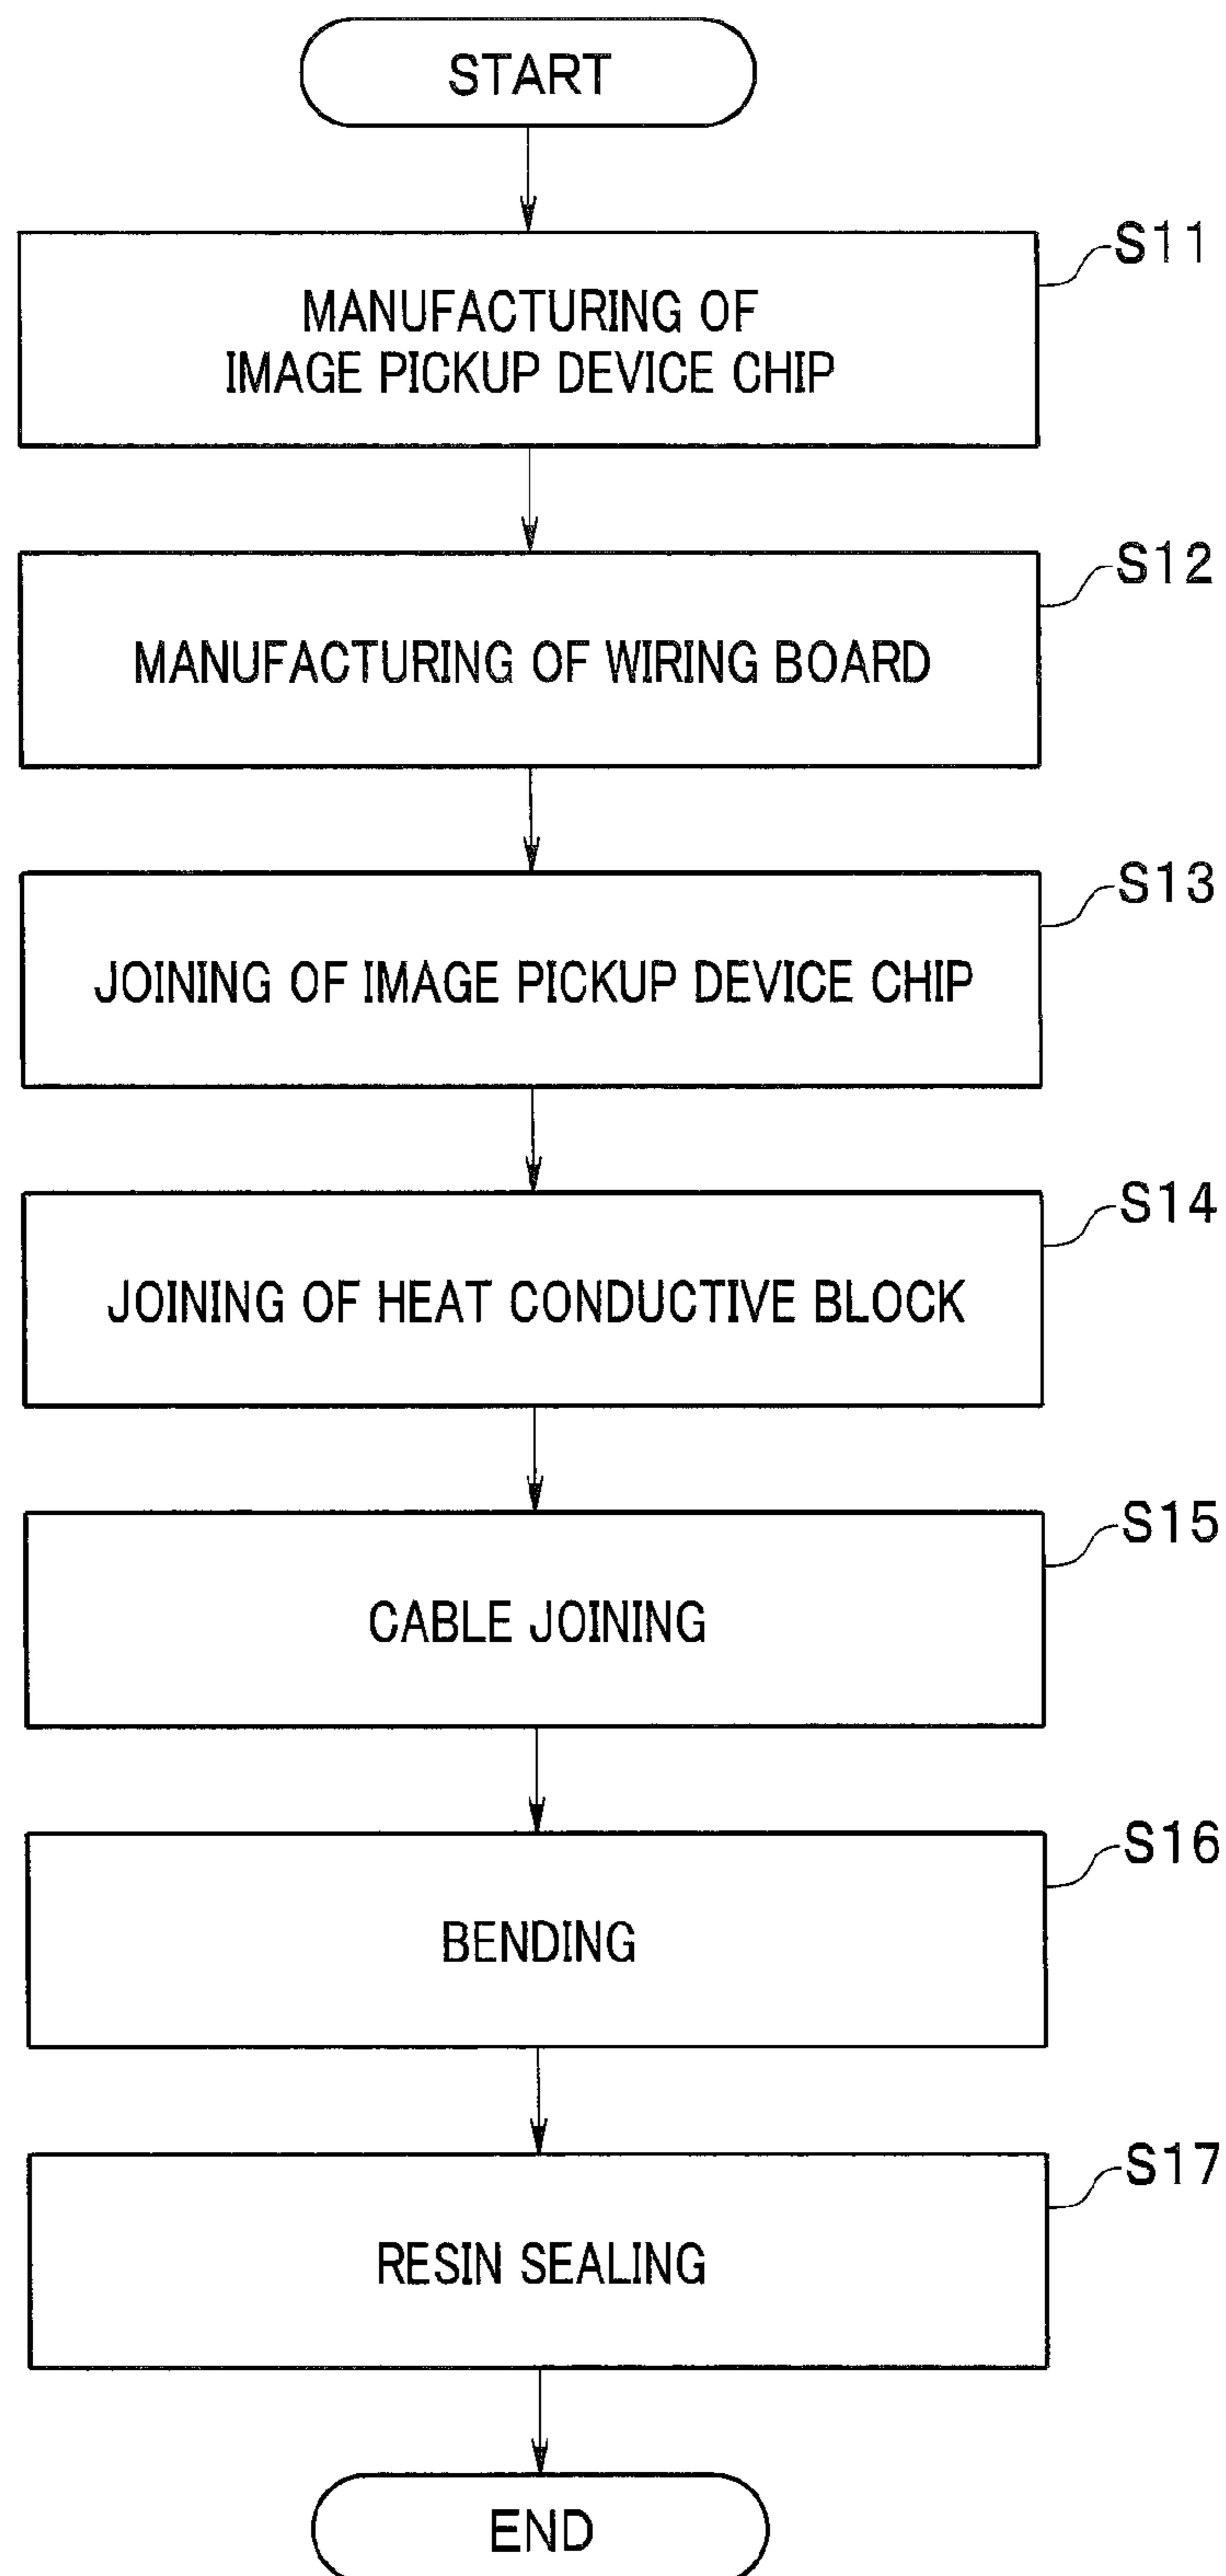 START
S11
MANUFACTURING OF
IMAGE PICKUP DEVICE CHIP
S12
MANUFACTURING OF WIRING BOARD
S13
JOINING OF IMAGE PICKUP DEVICE CHIP
S14
JOINING OF HEAT CONDUCTIVE BLOCK
S15
CABLE JOINING
S16
BENDING
S17
RESIN SEALING
END